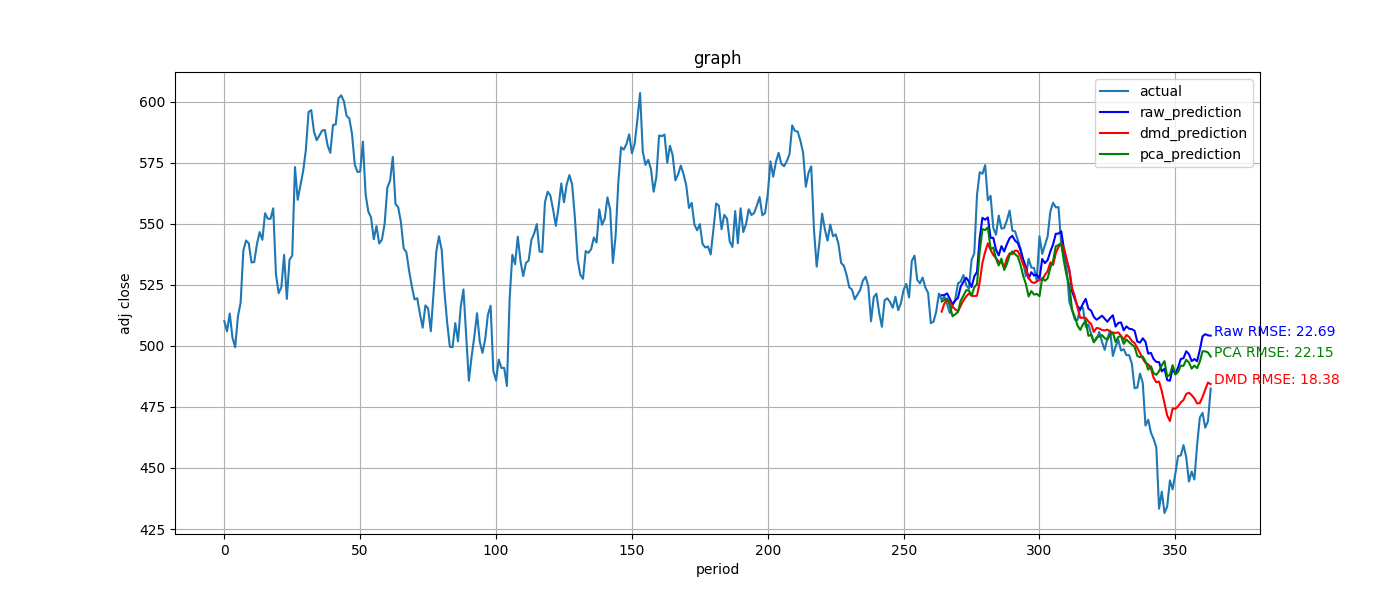 graph
actual
raw_prediction
dmd_prediction
pca_prediction
adj close
600
575
550
525
500
475
450
425
Raw RMSE: 22.69
PCA RMSE: 22.15
DMD RMSE: 18.38
0 50 100 150 200 250 300 350
period